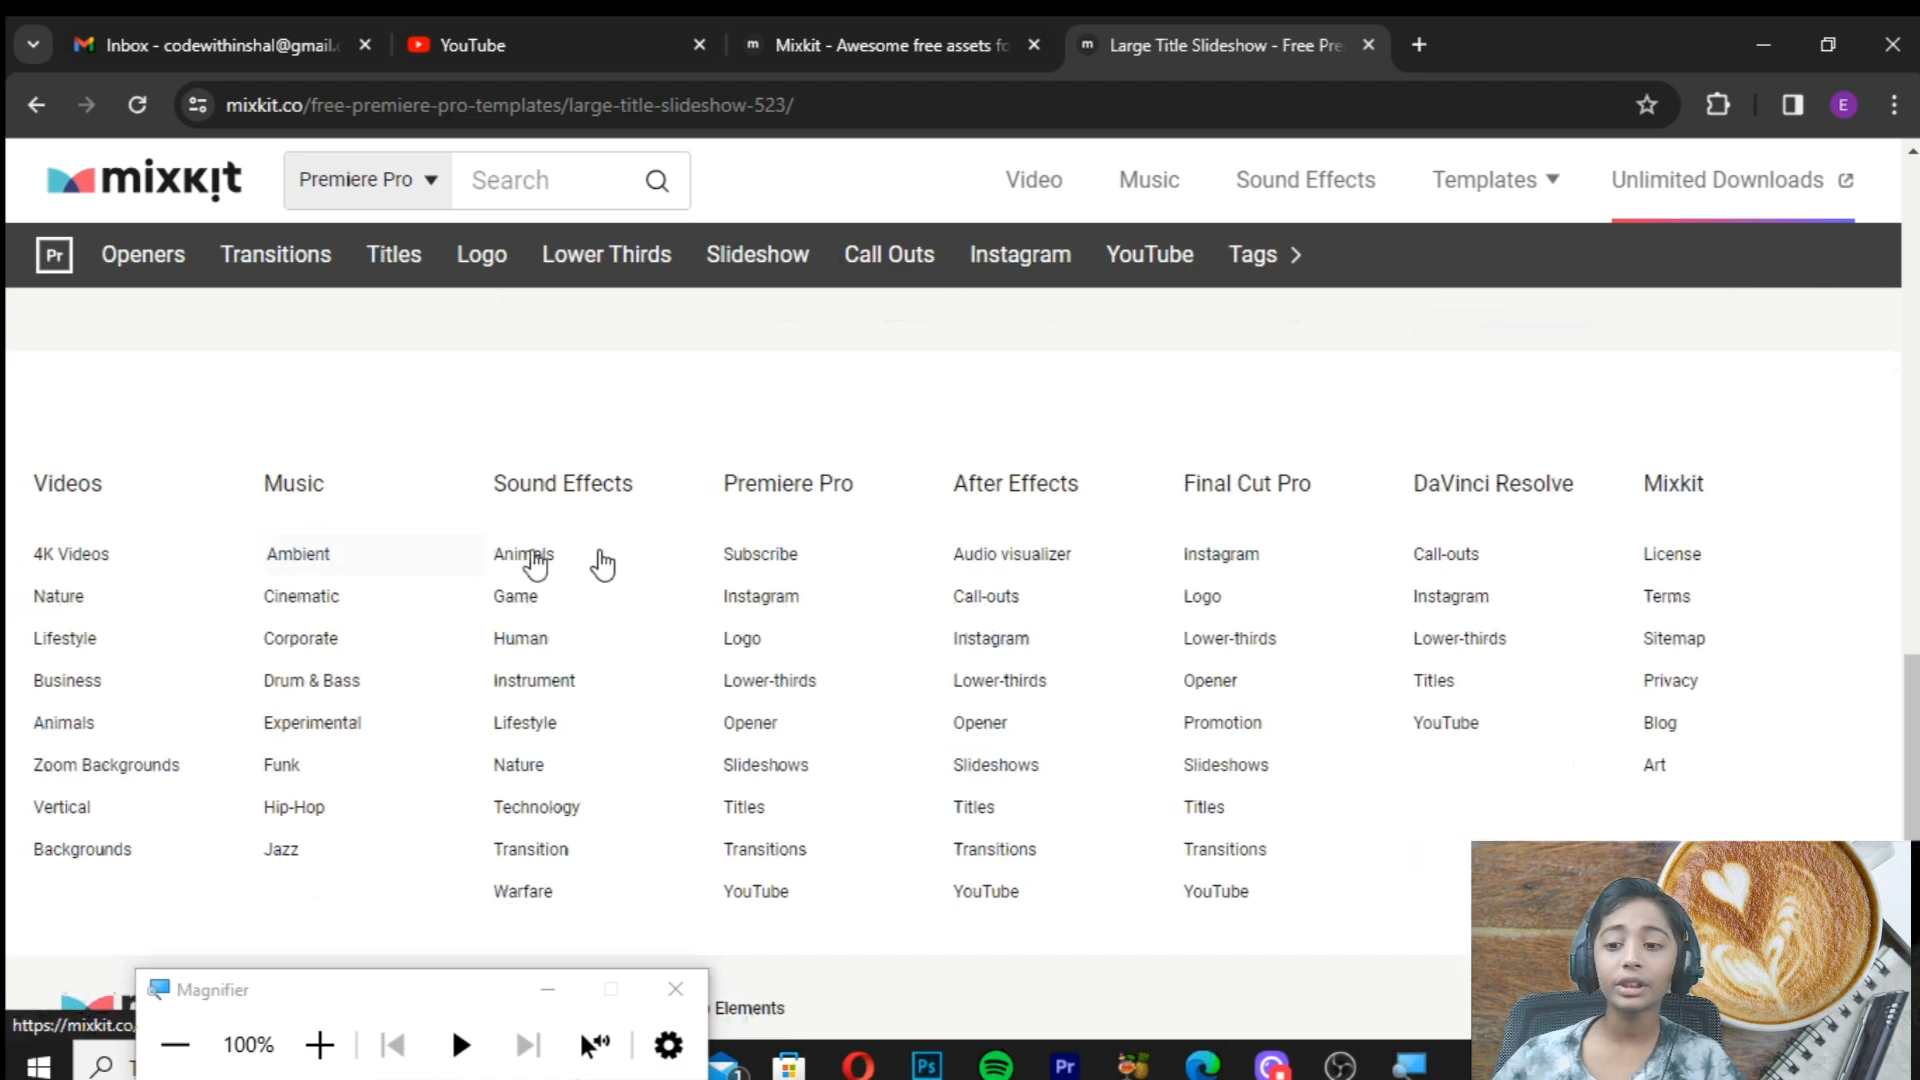 Inbox - codewithinshal@gmail.
YouTube
m Mixkit - Awesome free assets fo
m Large Title Slideshow - Free Pre
mixkit.co/free-premiere-pro-templates/large-title-slideshow-523/
E
mixkit
Premiere Pro
Search
Video
Music
Sound Effects
Templates
Unlimited Downloads
Pr
Openers
Transitions
Titles
Logo
Lower Thirds
Slideshow
Call Outs
Instagram
YouTube
Tags
Videos
4K Videos
Nature
Lifestyle
Business
Animals
Zoom Backgrounds
Vertical
Backgrounds
Music
Ambient
Cinematic
Corporate
Drum & Bass
Experimental
Funk
Hip-Hop
Jazz
Sound Effects
Animals
Game
Human
Instrument
Lifestyle
Nature
Technology
Transition
Warfare
Premiere Pro
Subscribe
Instagram
Logo
Lower-thirds
Opener
Slideshows
Titles
Transitions
YouTube
After Effects
Audio visualizer
Call-outs
Instagram
Lower-thirds
Opener
Slideshows
Titles
Transitions
YouTube
Final Cut Pro
Instagram
Logo
Lower-thirds
Opener
Promotion
Slideshows
Titles
Transitions
YouTube
DaVinci Resolve
Call-outs
Instagram
Lower-thirds
Titles
YouTube
Mixkit
License
Terms
Sitemap
Privacy
Blog
Art
Magnifier
100%
Elements
https://mixkit.co/
1
Ps
Pr